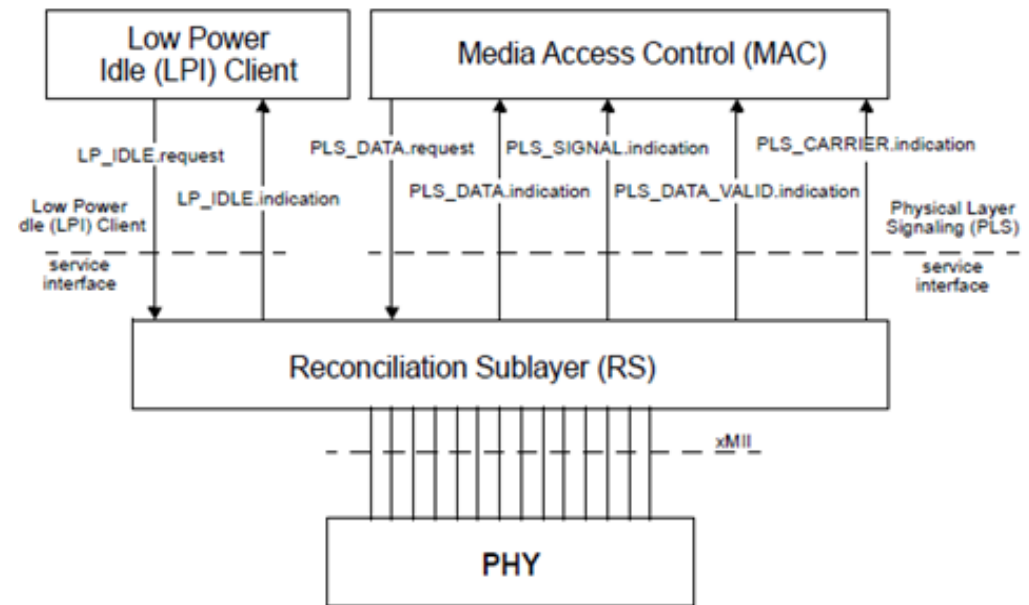 Low Power
Idle (LPI) Client
Media Access Control (MAC)
LP_IDLE.request
PLS_DATA.request
PLS_SIGNAL.indication
PLS_CARRIER.indication
LP_IDLE.indication
PLS_DATA.indication
PLS_DATA_VALID.indication
Low Power
dle (LPI) Client
Physical Layer
Signaling (PLS)
service
interface
service
interface
Reconciliation Sublayer (RS)
xMII
PHY